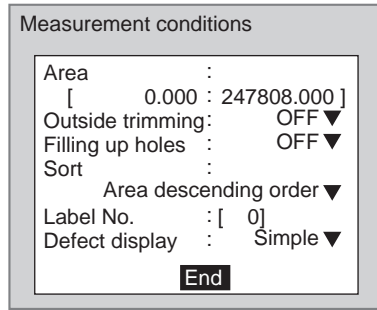 Measurement conditions
Area :
[ 0.000 : 247808.000 ]
Outside trimming: OFF▼
Filling up holes : OFF▼
Sort :
Area descending order ▼
Label No. : [ 0]
Defect display : Simple▼
End